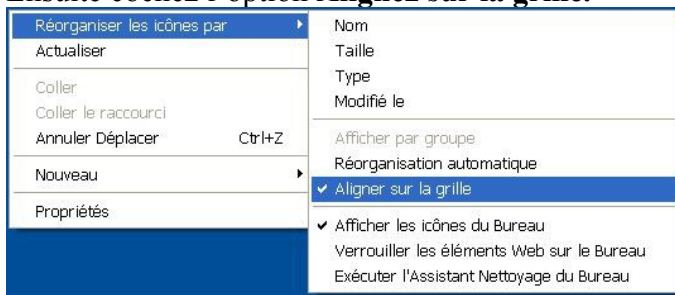 Ensuite cochez l'option Alignez sur la grille.
Réorganiser les icônes par
Actualiser
Coller
Coller le raccourci
Annuler Déplacer Ctrl+Z
Nouveau
Propriétés
Nom
Taille
Type
Modifié le
Afficher par groupe
Réorganisation automatique
Aligner sur la grille
Afficher les icônes du Bureau
Verrouiller les éléments Web sur le Bureau
Exécuter l'Assistant Nettoyage du Bureau